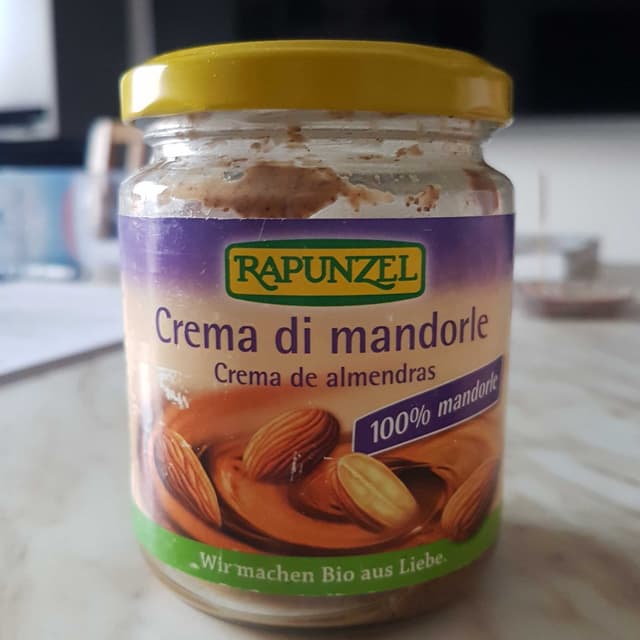 RAPUNZEL
Crema di mandorle
Crema de almendras
100% mandorle
Wir machen Bio aus Liebe.